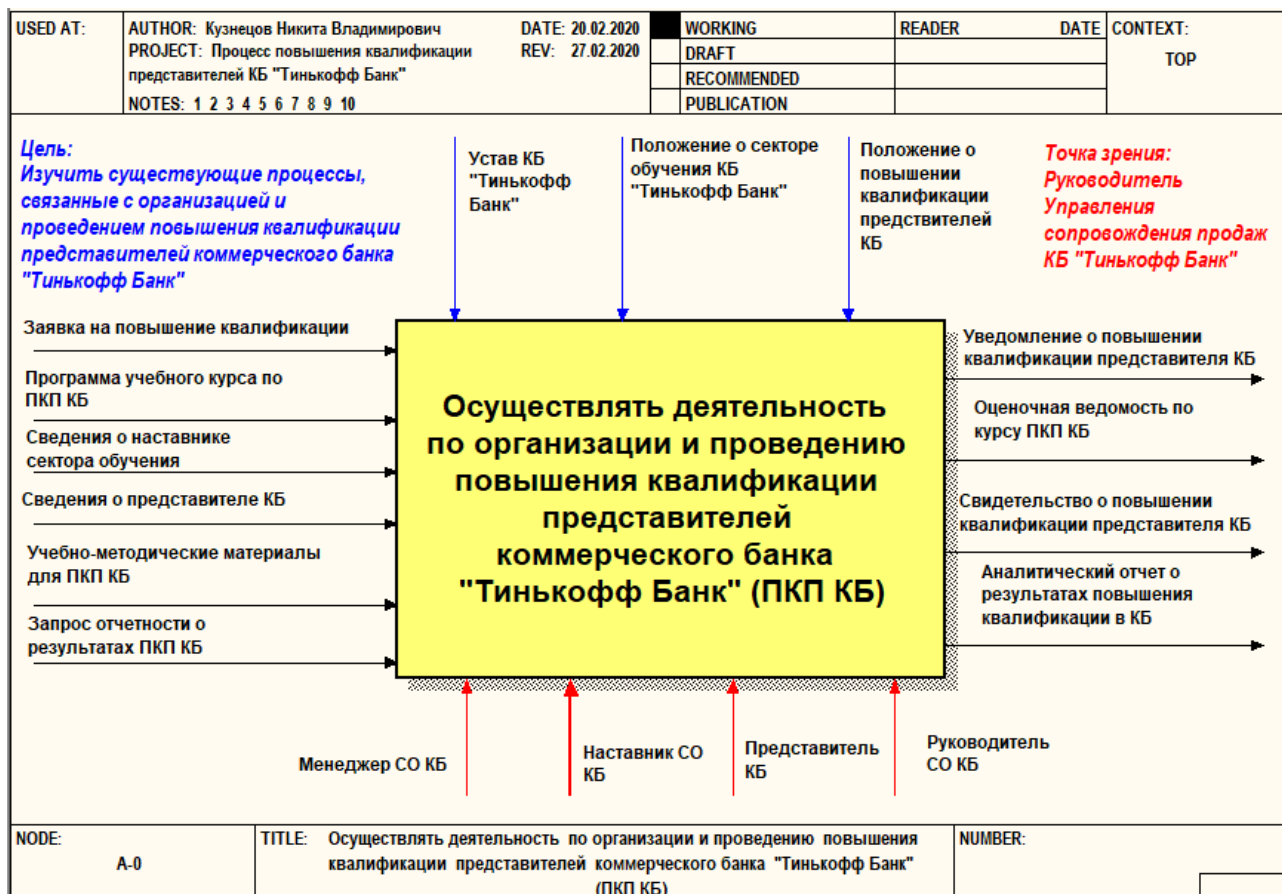 USED AT:
AUTHOR: Кузнецов Никита Владимирович
DATE: 20.02.2020
PROJECT: Процесс повышения квалификации
представителей КБ "Тинькофф Банк"
REV: 27.02.2020
NOTES: 1 2 3 4 5 6 7 8 9 10
WORKING
DRAFT
RECOMMENDED
PUBLICATION
READER
DATE
CONTEXT:
TOP
Цель:
Изучить существующие процессы,
связанные с организацией и
проведением повышения квалификации
представителей коммерческого банка
"Тинькофф Банк"
Устав КБ
"Тинькофф
Банк"
Положение о секторе
обучения КБ
"Тинькофф Банк"
Положение о
повышении
квалификации
предствителей
КБ
Точка зрения:
Руководитель
Управления
сопровождения продаж
КБ "Тинькофф Банк"
Заявка на повышение квалификации
Программа учебного курса по
ПКП КБ
Сведения о наставнике
сектора обучения
Сведения о представителе КБ
Учебно-методические материалы
для ПКП КБ
Запрос отчетности о
результатах ПКП КБ
Осуществлять деятельность
по организации и проведению
повышения квалификации
представителей
коммерческого банка
"Тинькофф Банк" (ПКП КБ)
Уведомление о повышении
квалификации представителя КБ
Оценочная ведомость по
курсу ПКП КБ
Свидетельство о повышении
квалификации представителя КБ
Аналитический отчет о
результатах повышения
квалификации в КБ
Менеджер СО КБ
Наставник СО
КБ
Представитель
КБ
Руководитель
СО КБ
NODE:
A-0
TITLE:
Осуществлять деятельность по организации и проведению повышения
квалификации представителей коммерческого банка "Тинькофф Банк"
(ПКП КБ)
NUMBER: